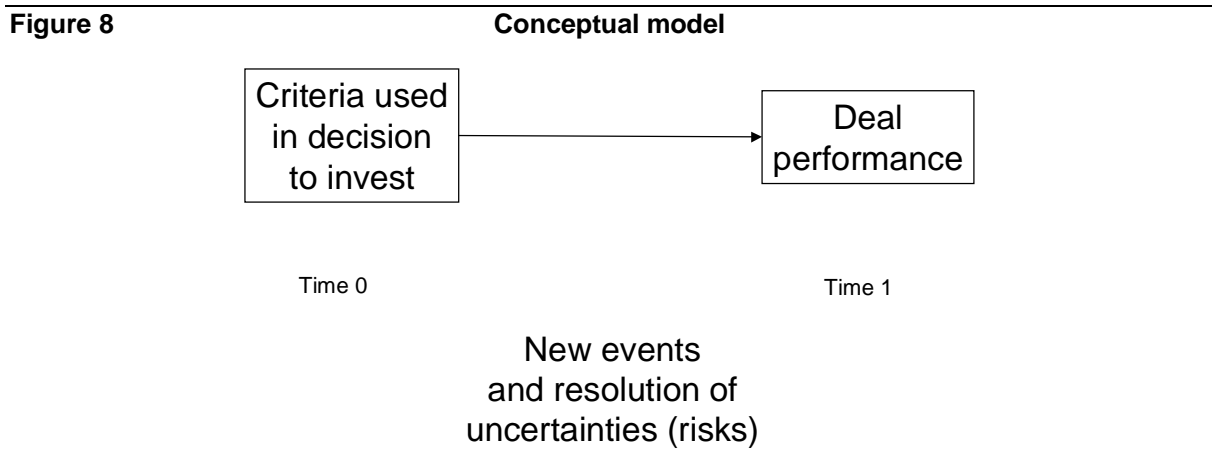 Figure 8 Conceptual model
Criteria used
in decision
to invest
Deal
performance
Time 0
Time 1
New events
and resolution of
uncertainties (risks)